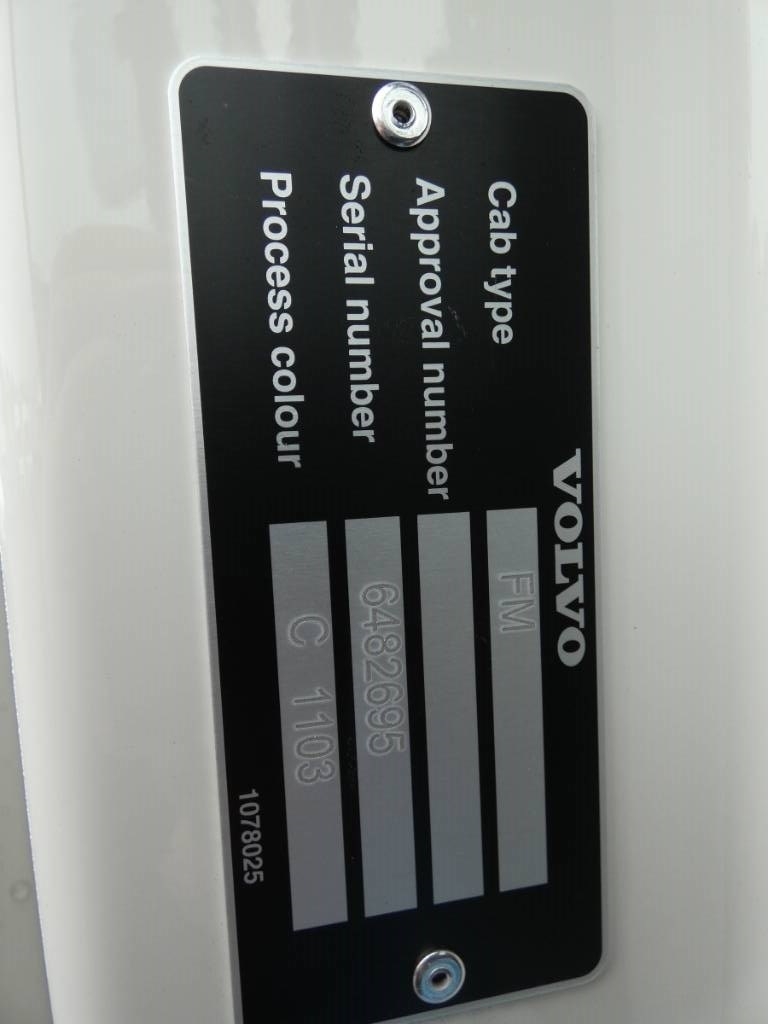 VOLVO
Cab type FM
Approval number
Serial number 6482695
Process colour C 1103
1078025